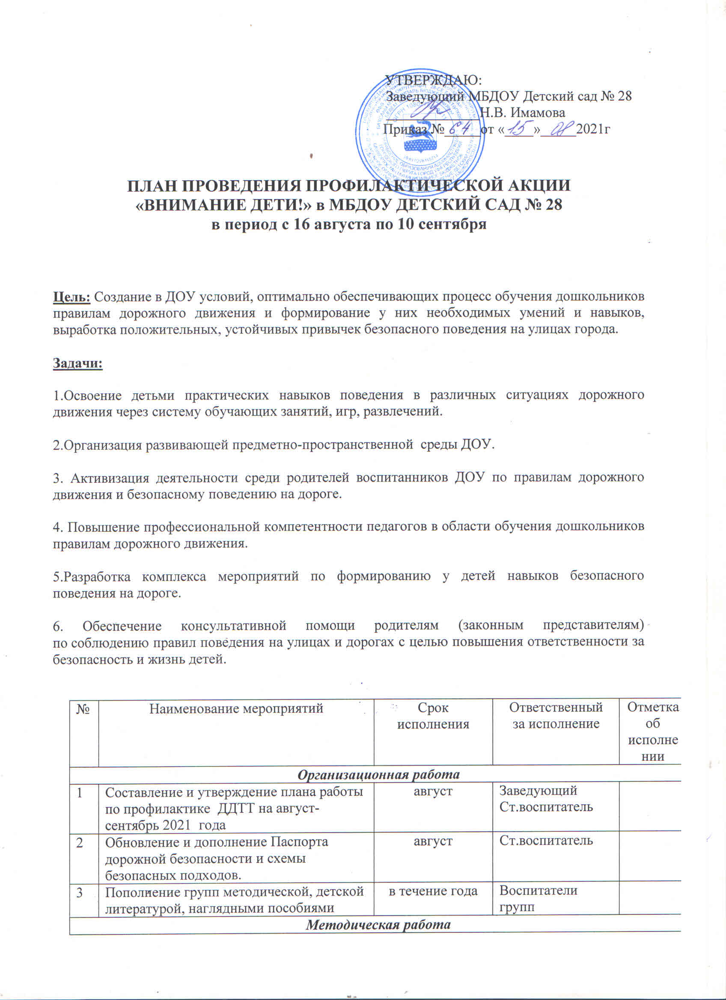 УТВЕРЖДАЮ:
Заведующий МБДОУ Детский сад № 28
_____________Н.В. Имамова
Приказ № 64 от «15» 08 2021г
ПЛАН ПРОВЕДЕНИЯ ПРОФИЛАКТИЧЕСКОЙ АКЦИИ
«ВНИМАНИЕ ДЕТИ!» в МБДОУ ДЕТСКИЙ САД № 28
в период с 16 августа по 10 сентября
Цель: Создание в ДОУ условий, оптимально обеспечивающих процесс обучения дошкольников
правилам дорожного движения и формирование у них необходимых умений и навыков,
выработка положительных, устойчивых привычек безопасного поведения на улицах города.
Задачи:
1.Освоение детьми практических навыков поведения в различных ситуациях дорожного
движения через систему обучающих занятий, игр, развлечений.
2.Организация развивающей предметно-пространственной среды ДОУ.
3. Активизация деятельности среди родителей воспитанников ДОУ по правилам дорожного
движения и безопасному поведению на дороге.
4. Повышение профессиональной компетентности педагогов в области обучения дошкольников
правилам дорожного движения.
5.Разработка комплекса мероприятий по формированию у детей навыков безопасного
поведения на дороге.
6. Обеспечение консультативной помощи родителям (законным представителям)
по соблюдению правил поведения на улицах и дорогах с целью повышения ответственности за
безопасность и жизнь детей.
№ Наименование мероприятий Срок Ответственный Отметка
исполнения за исполнение об
исполне
нии
Организационная работа
1 Составление и утверждение плана работы август Заведующий
по профилактике ДДТТ на август- Ст.воспитатель
сентябрь 2021 года
2 Обновление и дополнение Паспорта август Ст.воспитатель
дорожной безопасности и схемы
безопасных подходов.
3 Пополнение групп методической, детской в течение года Воспитатели
литературой, наглядными пособиями групп
Методическая работа